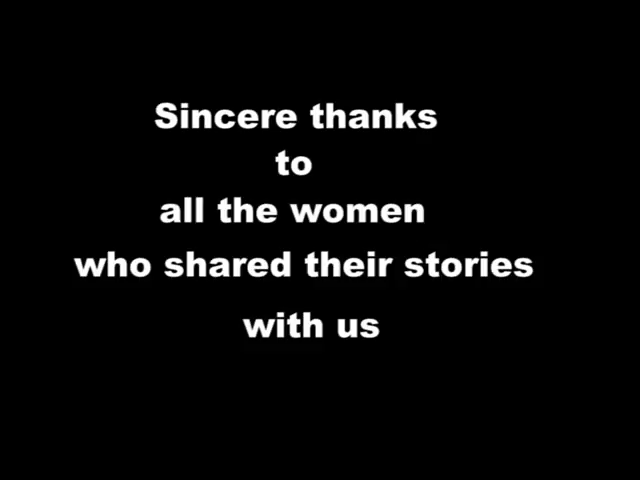 Sincere thanks
to
all the women
who shared their stories
with us